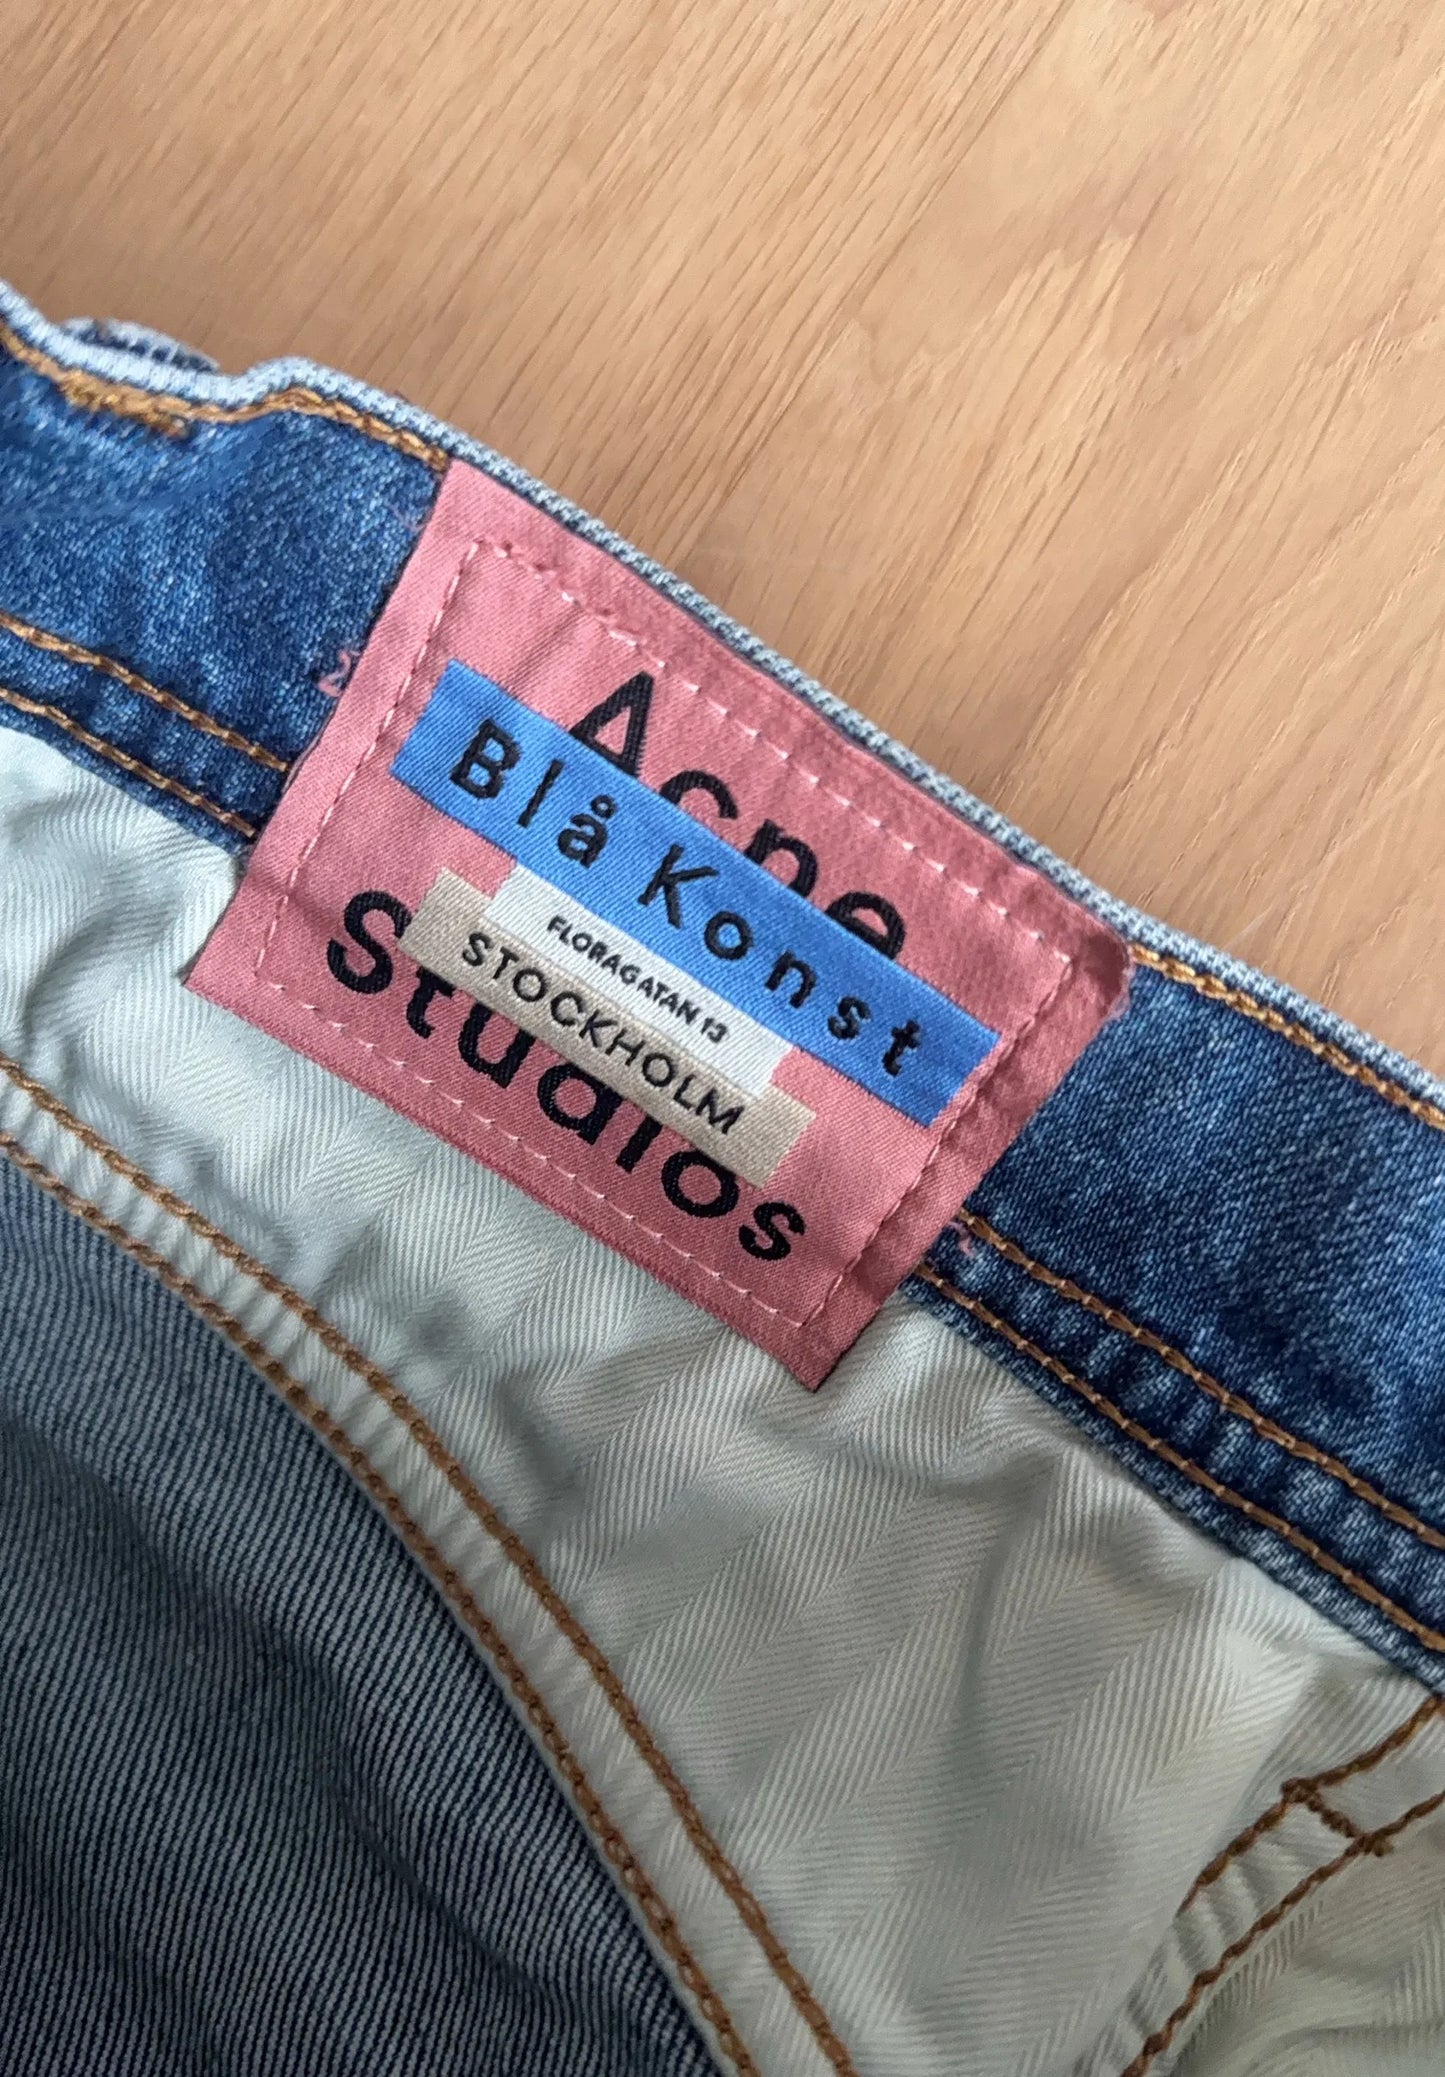 Acne
Blå Konst
FLORAGATAN 13
STOCKHOLM
Studios